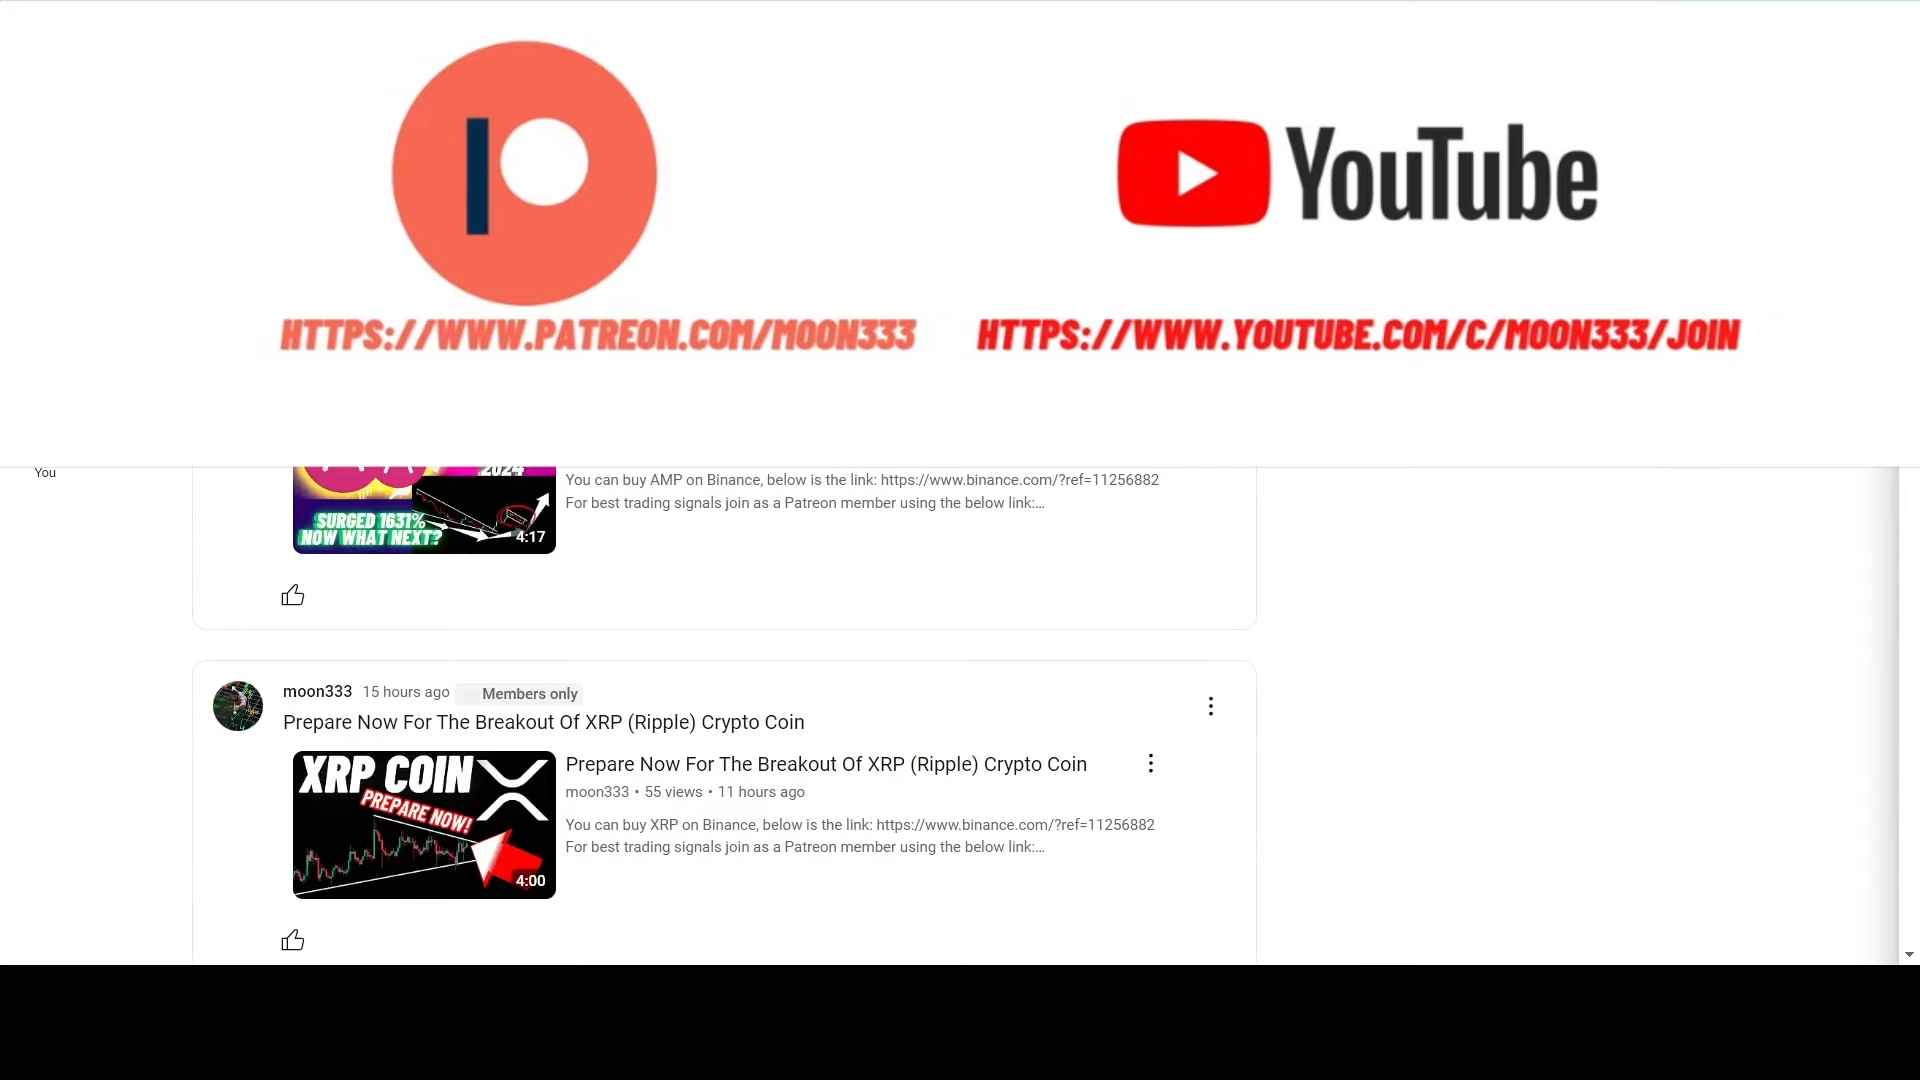 YouTube
HTTPS://WWW.PATREON.COM/MOON333
HTTPS://WWW.YOUTUBE.COM/C/MOON333/JOIN
You
2024
SURGED 1631%
NOW WHAT NEXT?
4:17
You can buy AMP on Binance, below is the link: https://www.binance.com/?ref=11256882
For best trading signals join as a Patreon member using the below link:...
moon333 15 hours ago Members only
Prepare Now For The Breakout Of XRP (Ripple) Crypto Coin
XRP COIN
PREPARE NOW!
4:00
Prepare Now For The Breakout Of XRP (Ripple) Crypto Coin
moon333 • 55 views • 11 hours ago
You can buy XRP on Binance, below is the link: https://www.binance.com/?ref=11256882
For best trading signals join as a Patreon member using the below link:...